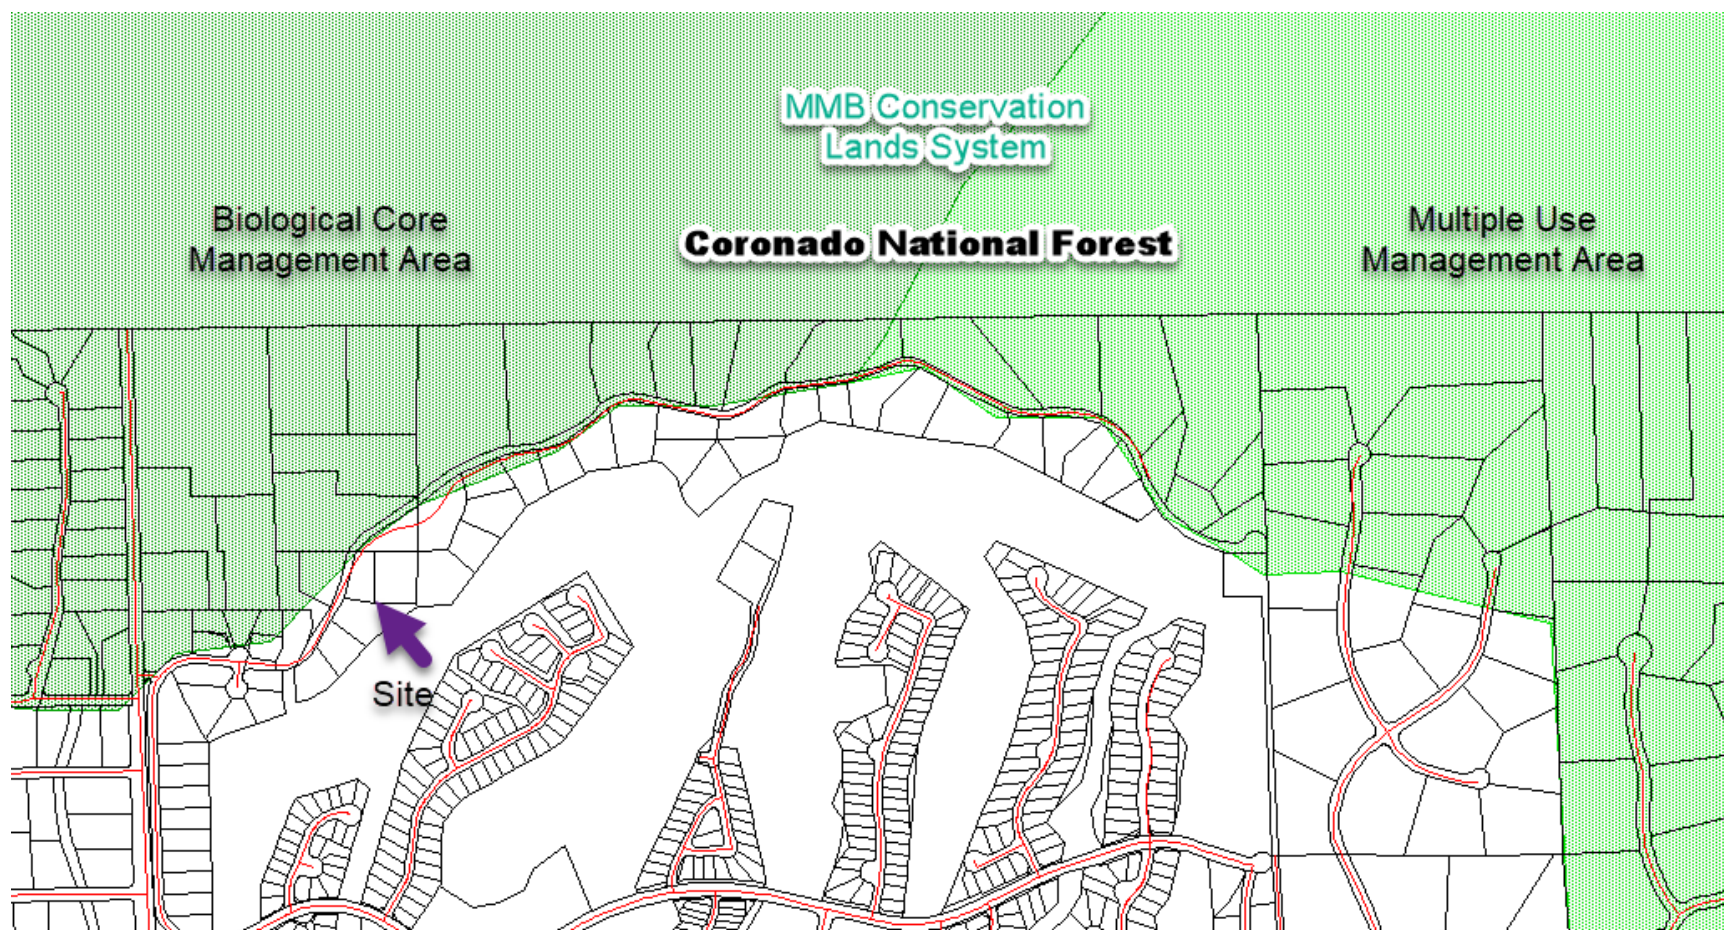 MMB Conservation
Lands System
Biological Core
Management Area
Coronado National Forest
Multiple Use
Management Area
Site